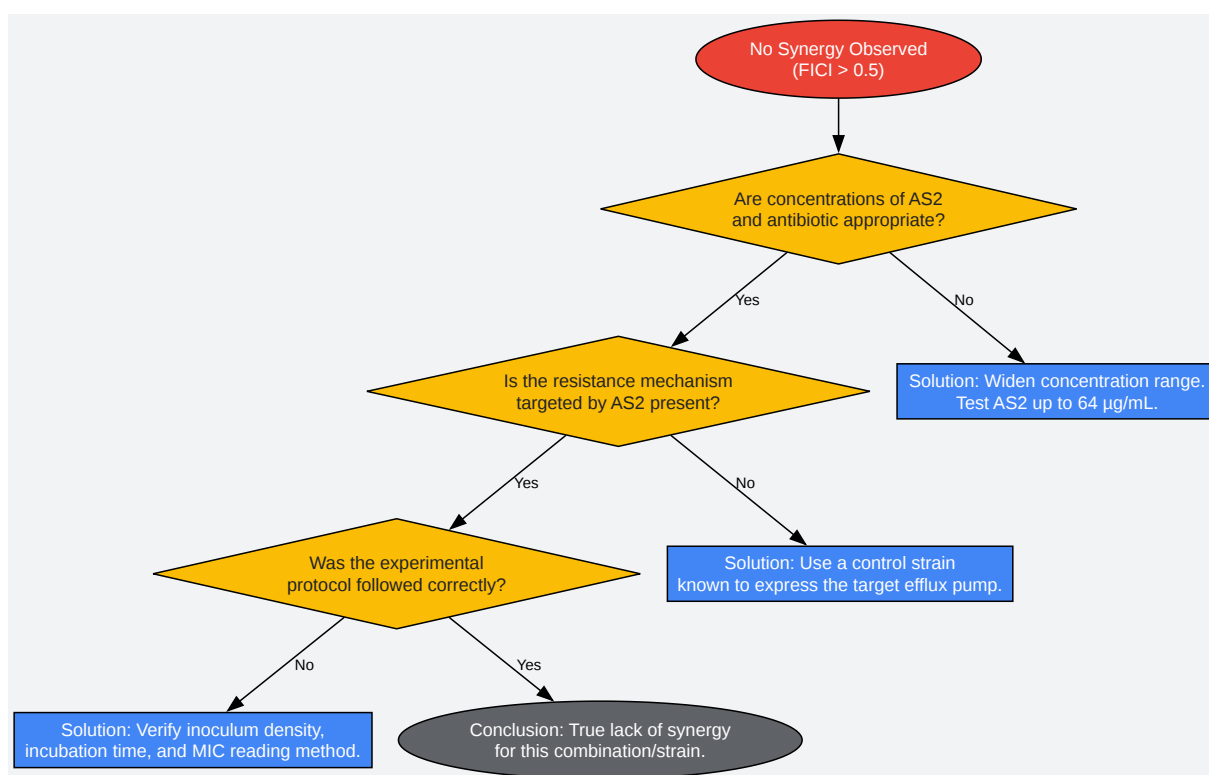 No Synergy Observed
(FICI > 0.5)
Are concentrations of AS2
and antibiotic appropriate?
Yes
No
Is the resistance mechanism
targeted by AS2 present?
Solution: Widen concentration range.
Test AS2 up to 64 µg/mL.
Yes
No
Was the experimental
protocol followed correctly?
Solution: Use a control strain
known to express the target efflux pump.
No
Yes
Solution: Verify inoculum density,
incubation time, and MIC reading method.
Conclusion: True lack of synergy
for this combination/strain.